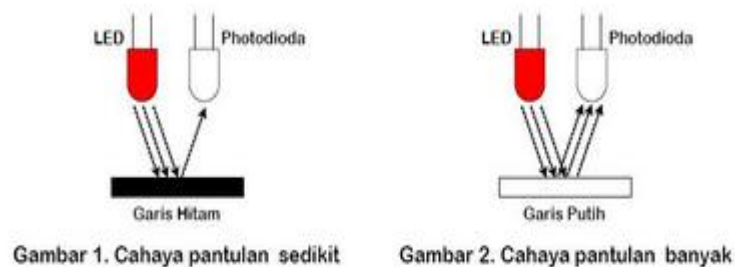 LED Photodioda
Garis Hitam
Gambar 1. Cahaya pantulan sedikit
LED Photodioda
Garis Putih
Gambar 2. Cahaya pantulan banyak